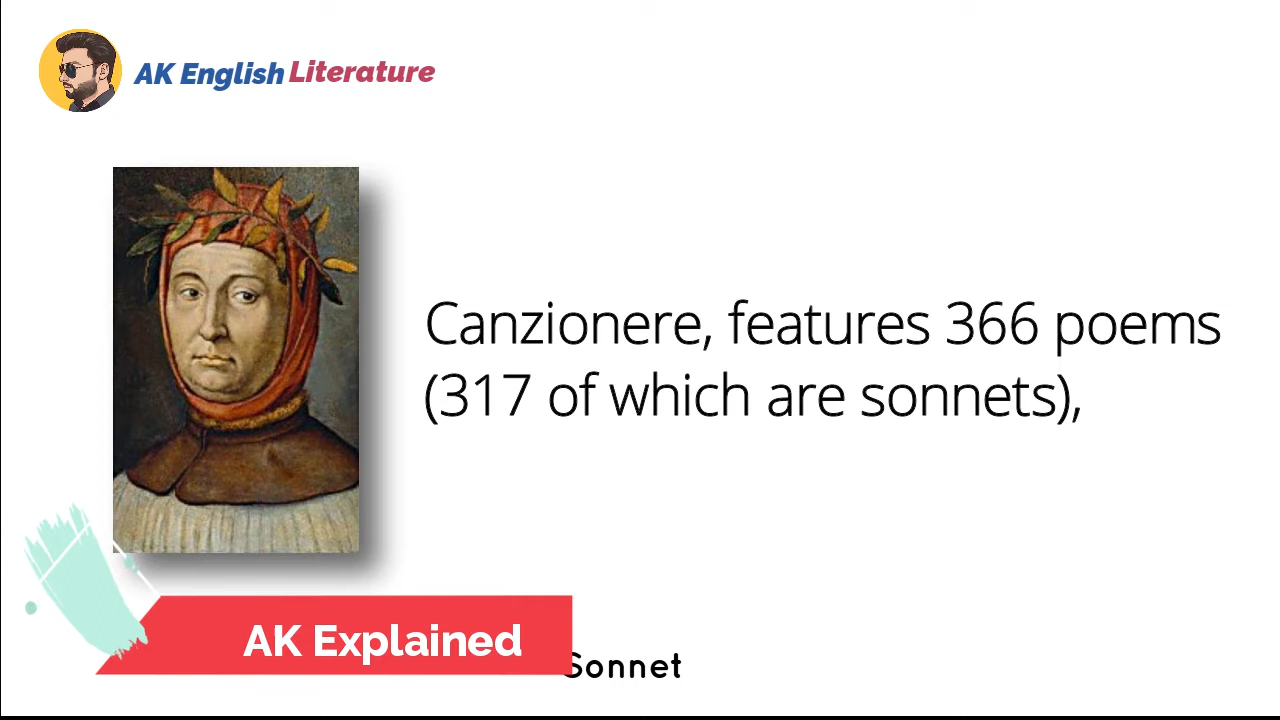 AK English Literature
Canzionere, features 366 poems
(317 of which are sonnets),
AK Explained
Sonnet